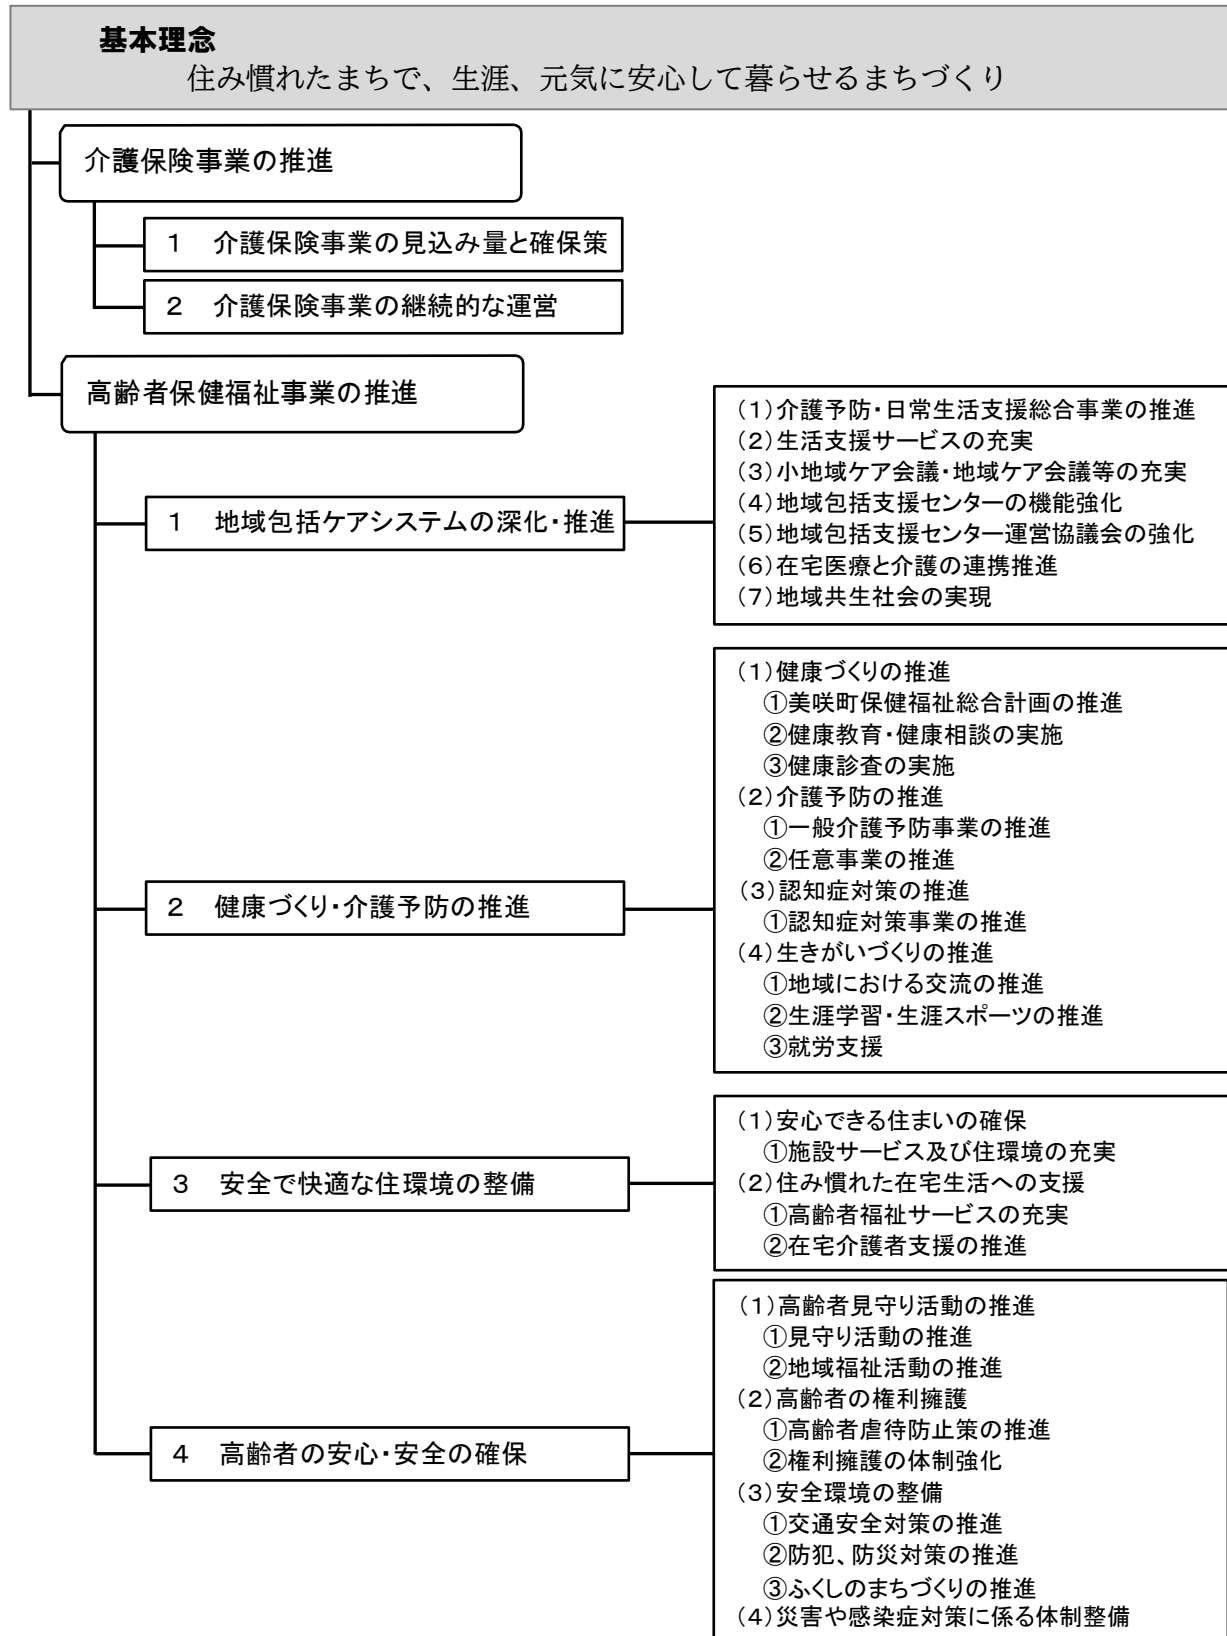 基本理念
住み慣れたまちで、生涯、元気に安心して暮らせるまちづくり
介護保険事業の推進
１　介護保険事業の見込み量と確保策
２　介護保険事業の継続的な運営
高齢者保健福祉事業の推進
１　地域包括ケアシステムの深化・推進
（１）介護予防・日常生活支援総合事業の推進
（２）生活支援サービスの充実
（３）小地域ケア会議・地域ケア会議等の充実
（４）地域包括支援センターの機能強化
（５）地域包括支援センター運営協議会の強化
（６）在宅医療と介護の連携推進
（７）地域共生社会の実現
２　健康づくり・介護予防の推進
（１）健康づくりの推進
①美咲町保健福祉総合計画の推進
②健康教育・健康相談の実施
③健康診査の実施
（２）介護予防の推進
①一般介護予防事業の推進
②任意事業の推進
（３）認知症対策の推進
①認知症対策事業の推進
（４）生きがいづくりの推進
①地域における交流の推進
②生涯学習・生涯スポーツの推進
③就労支援
３　安全で快適な住環境の整備
（１）安心できる住まいの確保
①施設サービス及び住環境の充実
（２）住み慣れた在宅生活への支援
①高齢者福祉サービスの充実
②在宅介護者支援の推進
４　高齢者の安心・安全の確保
（１）高齢者見守り活動の推進
①見守り活動の推進
②地域福祉活動の推進
（２）高齢者の権利擁護
①高齢者虐待防止策の推進
②権利擁護の体制強化
（３）安全環境の整備
①交通安全対策の推進
②防犯、防災対策の推進
③ふくしのまちづくりの推進
（４）災害や感染症対策に係る体制整備